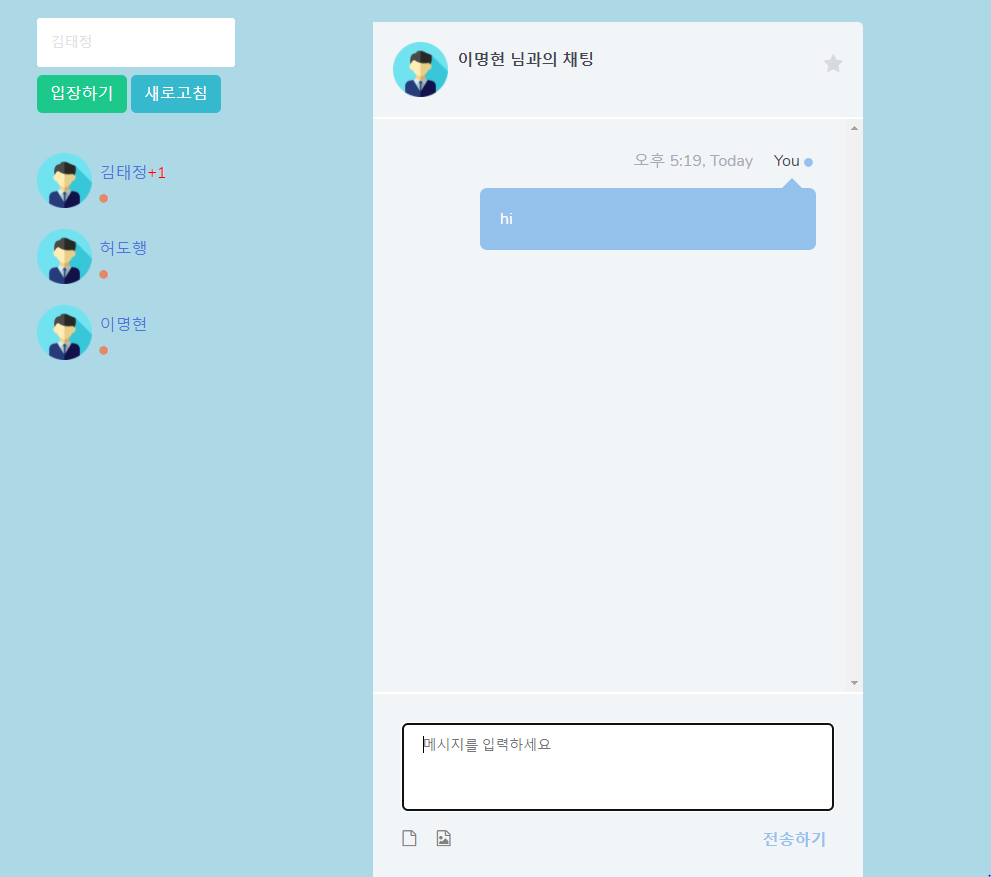 김태정
입장하기 새로고침
김태정+1
허도행
이명현
이명현 님과의 채팅
오후 5:19, Today You
hi
메시지를 입력하세요
전송하기